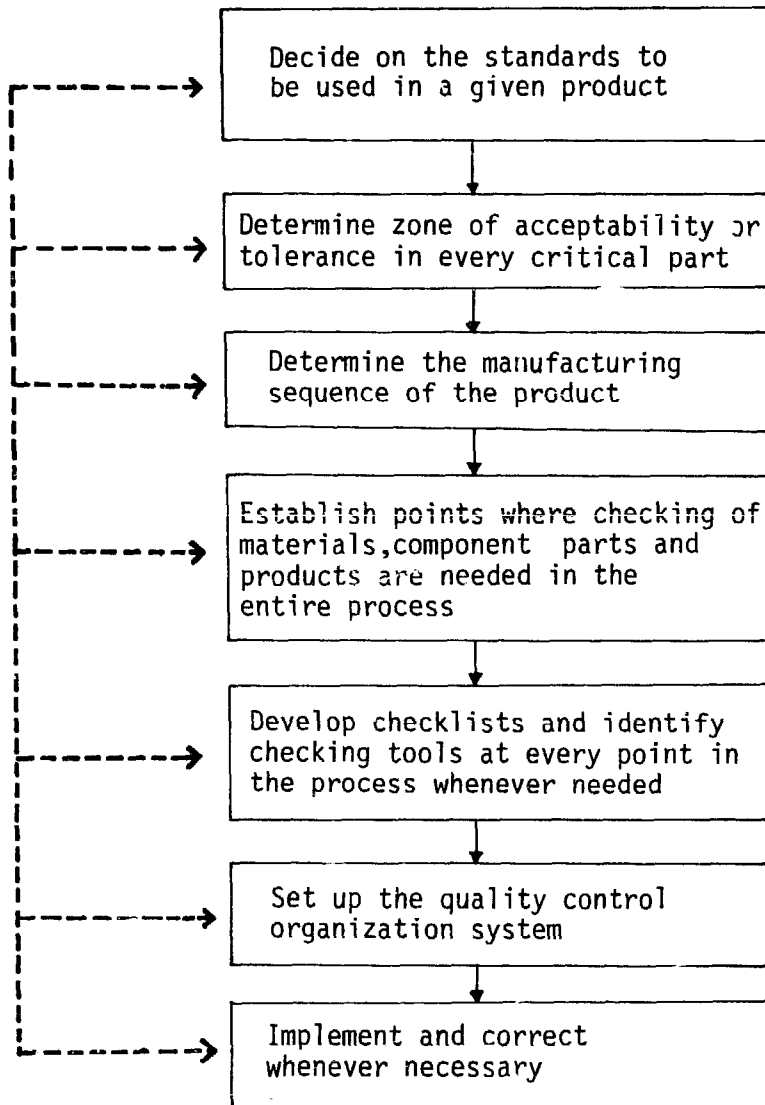 Decide on the standards to
be used in a given product
Determine zone of acceptability or
tolerance in every critical part
Determine the manufacturing
sequence of the product
Establish points where checking of
materials,component parts and
products are needed in the
entire process
Develop checklists and identify
checking tools at every point in
the process whenever needed
Set up the quality control
organization system
Implement and correct
whenever necessary